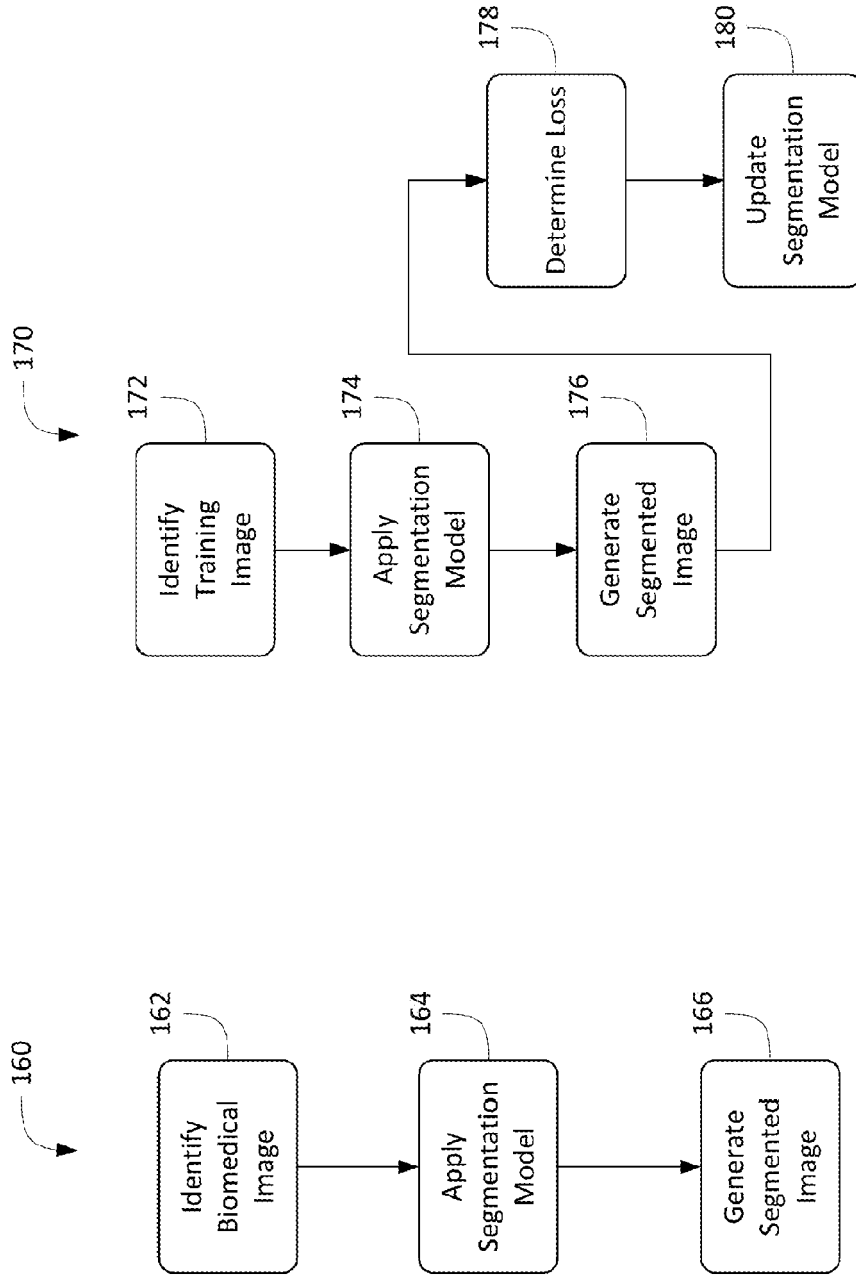 160
162
Identify
Biomedical
Image
164
Apply
Segmentation
Model
166
Generate
Segmented
Image
170
172
Identify
Training
Image
174
Apply
Segmentation
Model
176
Generate
Segmented
Image
178
Determine Loss
180
Update
Segmentation
Model